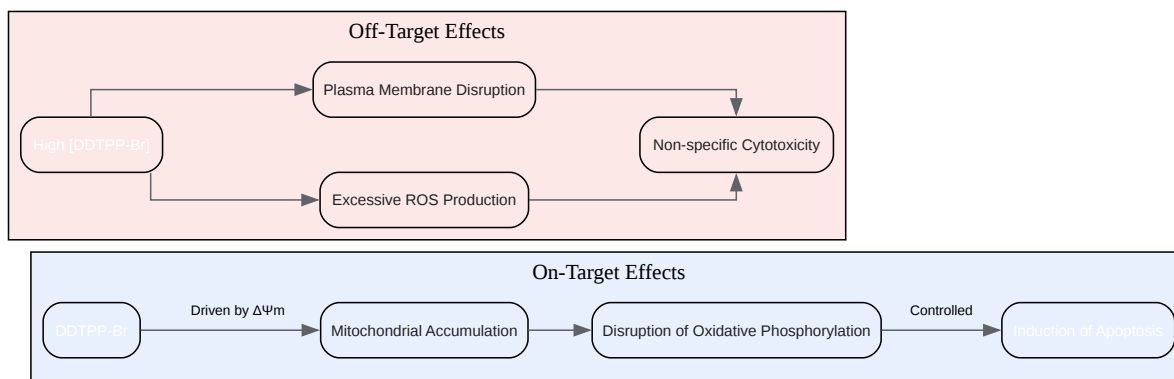 Off-Target Effects
Plasma Membrane Disruption
High [DDTPP-Br]
Non-specific Cytotoxicity
Excessive ROS Production
On-Target Effects
DDTPP-Br
Driven by ΔΨm
Mitochondrial Accumulation
Disruption of Oxidative Phosphorylation
Controlled
Induction of Apoptosis